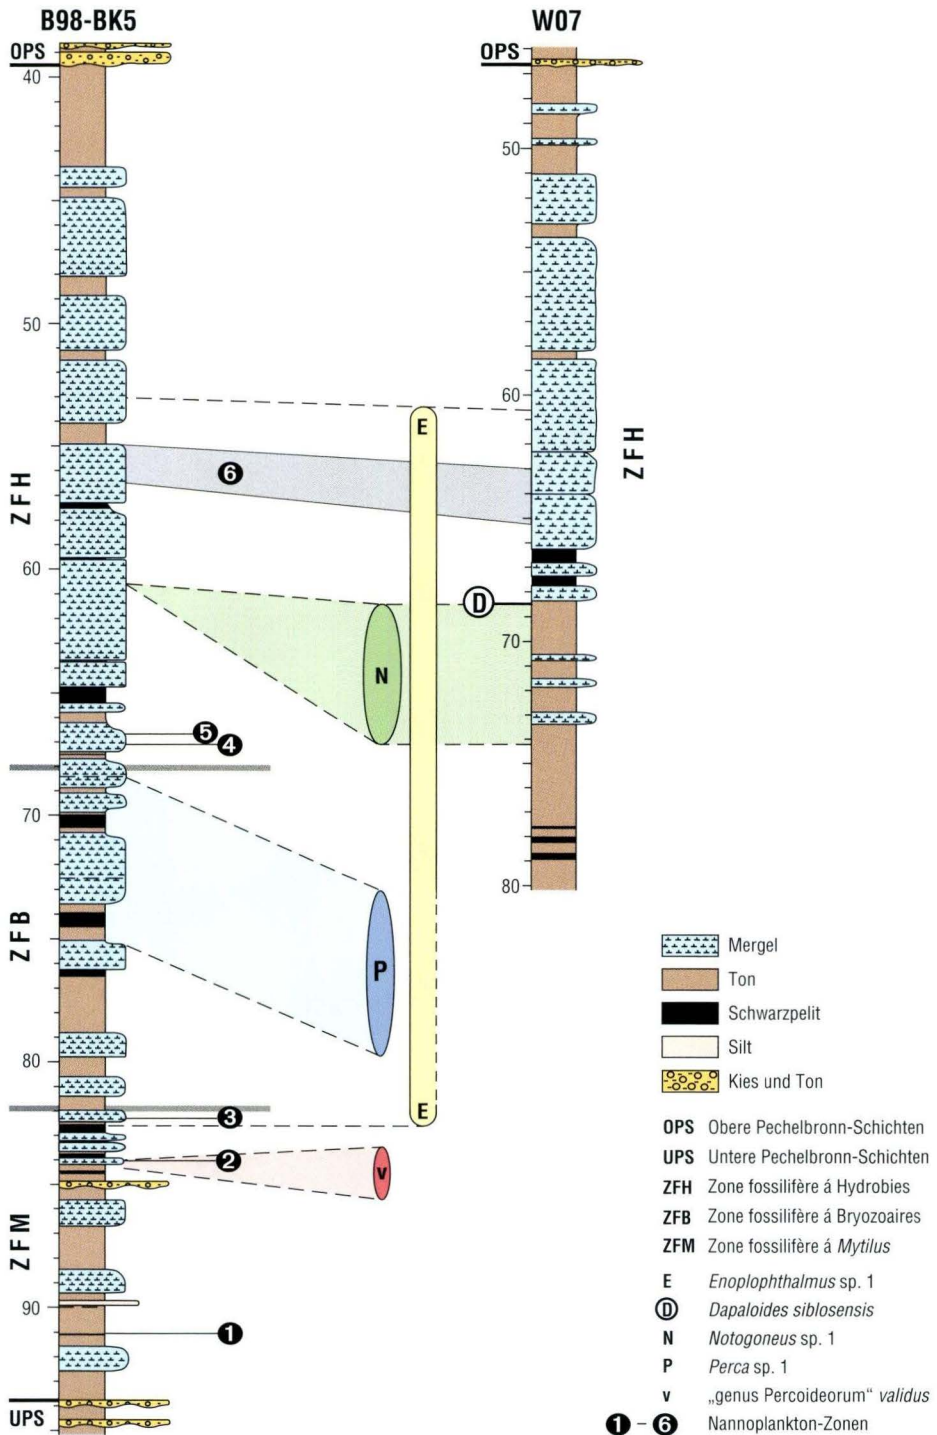 B98-BK5
W07
OPS
OPS
40
50
50
E
60
6
ZFH
ZFH
60
D
70
N
5
4
70
80
ZFB
P
Mergel
Ton
Schwarzpelit
Silt
Kies und Ton
80
E
3
2
v
ZFM
90
1
UPS
OPS Obere Pechelbronn-Schichten
UPS Untere Pechelbronn-Schichten
ZFH Zone fossilifère á Hydrobies
ZFB Zone fossilifère á Bryozoaires
ZFM Zone fossilifère á Mytilus
E Enoplophthalmus sp. 1
D Dapaloides siblosensis
N Notogoneus sp. 1
P Perca sp. 1
v „genus Percoideorum“ validus
1 – 6 Nannoplankton-Zonen